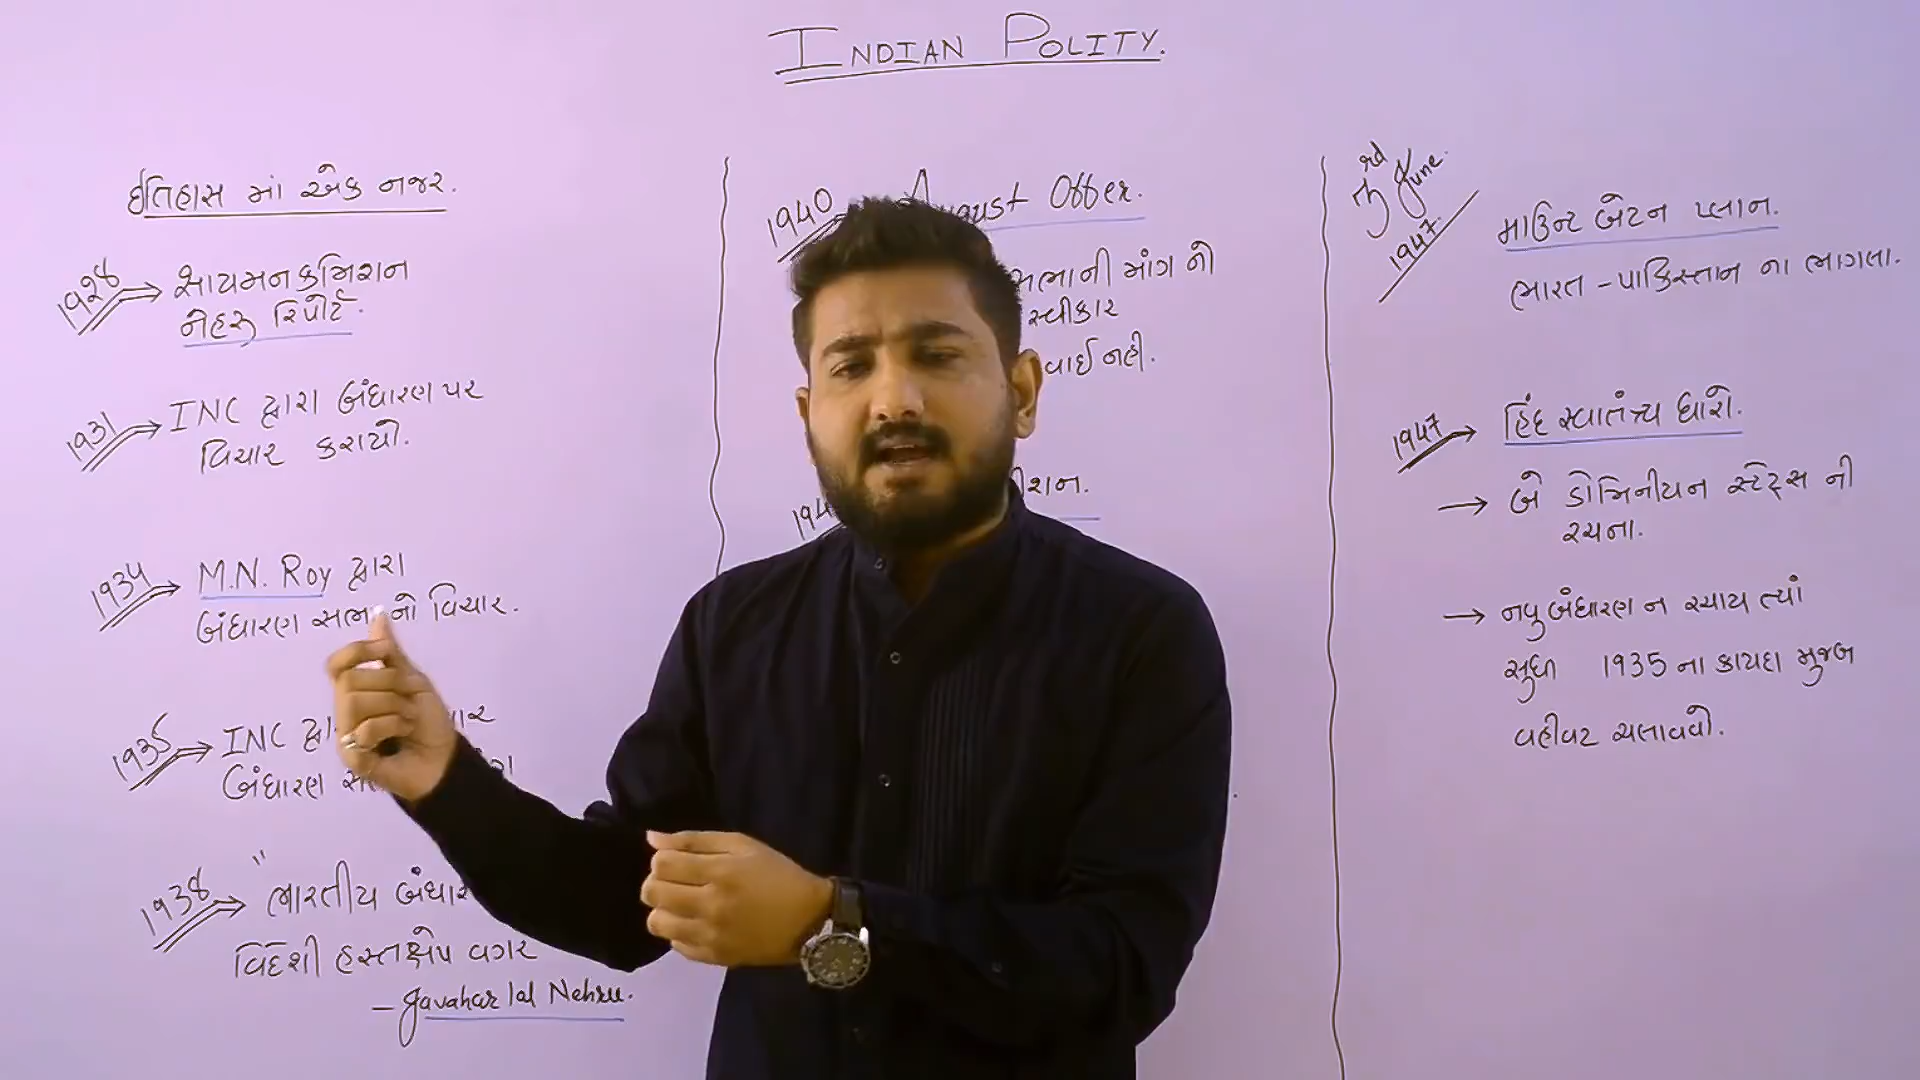 INDIAN POLITY.
ઈતિહાસ માં એક નજર.
1928 → સાયમન કમિશન
નેહરુ રિપોર્ટ.
1931 → INC દ્વારા બંધારણ પર
વિચાર કરાયો.
1934 → M.N. Roy દ્વારા
બંધારણ સભા નો વિચાર.
1935 → INC
બંધારણ
1938 → " ભારતીય
વિદેશી હસ્તક્ષેપ વગર
- Javaharlal Nehru.
1940 August Offer.
માંગ નો
સ્વીકાર
નહી.
3rd June 1947
માઉન્ટ બેટન પ્લાન.
ભારત - પાકિસ્તાન ના ભાગલા.
1947 → હિંદ સ્વાતંત્ર્ય ધારો.
→ બે ડોમિનીયન સ્ટેટ્સ ની
રચના.
→ નવુ બંધારણ ન રચાય ત્યાં
સુધી 1935 ના કાયદા મુજબ
વહીવટ ચલાવવો.